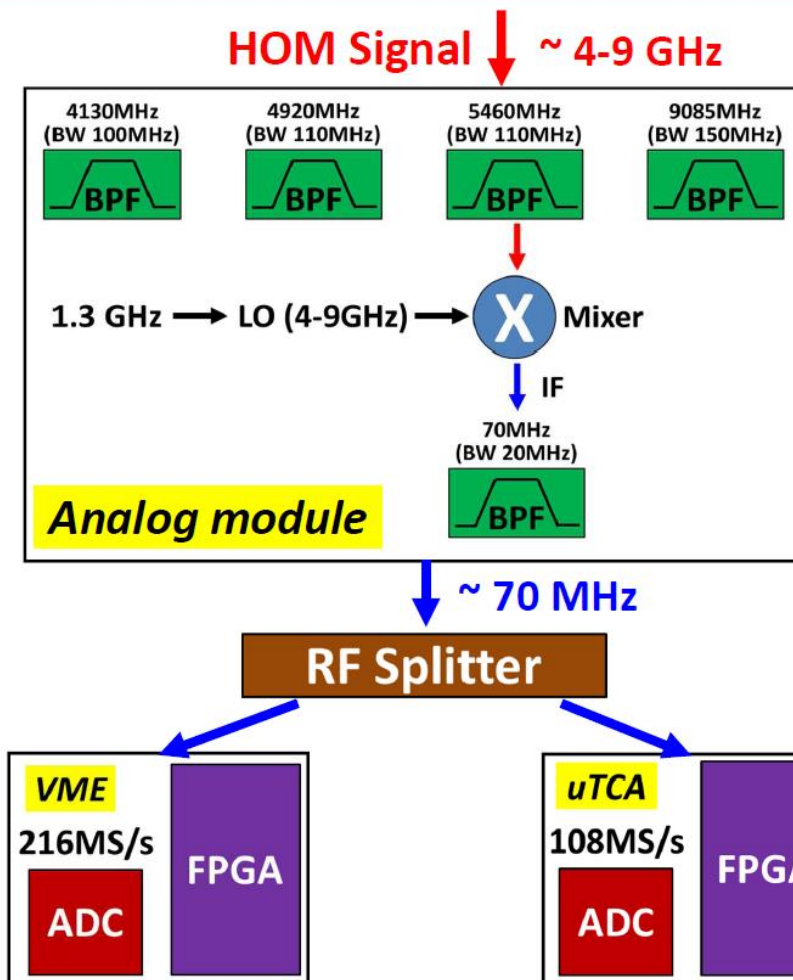 HOM Signal ~ 4-9 GHz
4130MHz
(BW 100MHz)
4920MHz
(BW 110MHz)
5460MHz
(BW 110MHz)
9085MHz
(BW 150MHz)
BPF
BPF
BPF
BPF
1.3 GHz
LO (4-9GHz)
X
Mixer
IF
70MHz
(BW 20MHz)
BPF
Analog module
~ 70 MHz
RF Splitter
VME
216MS/s
ADC
FPGA
uTCA
108MS/s
ADC
FPGA